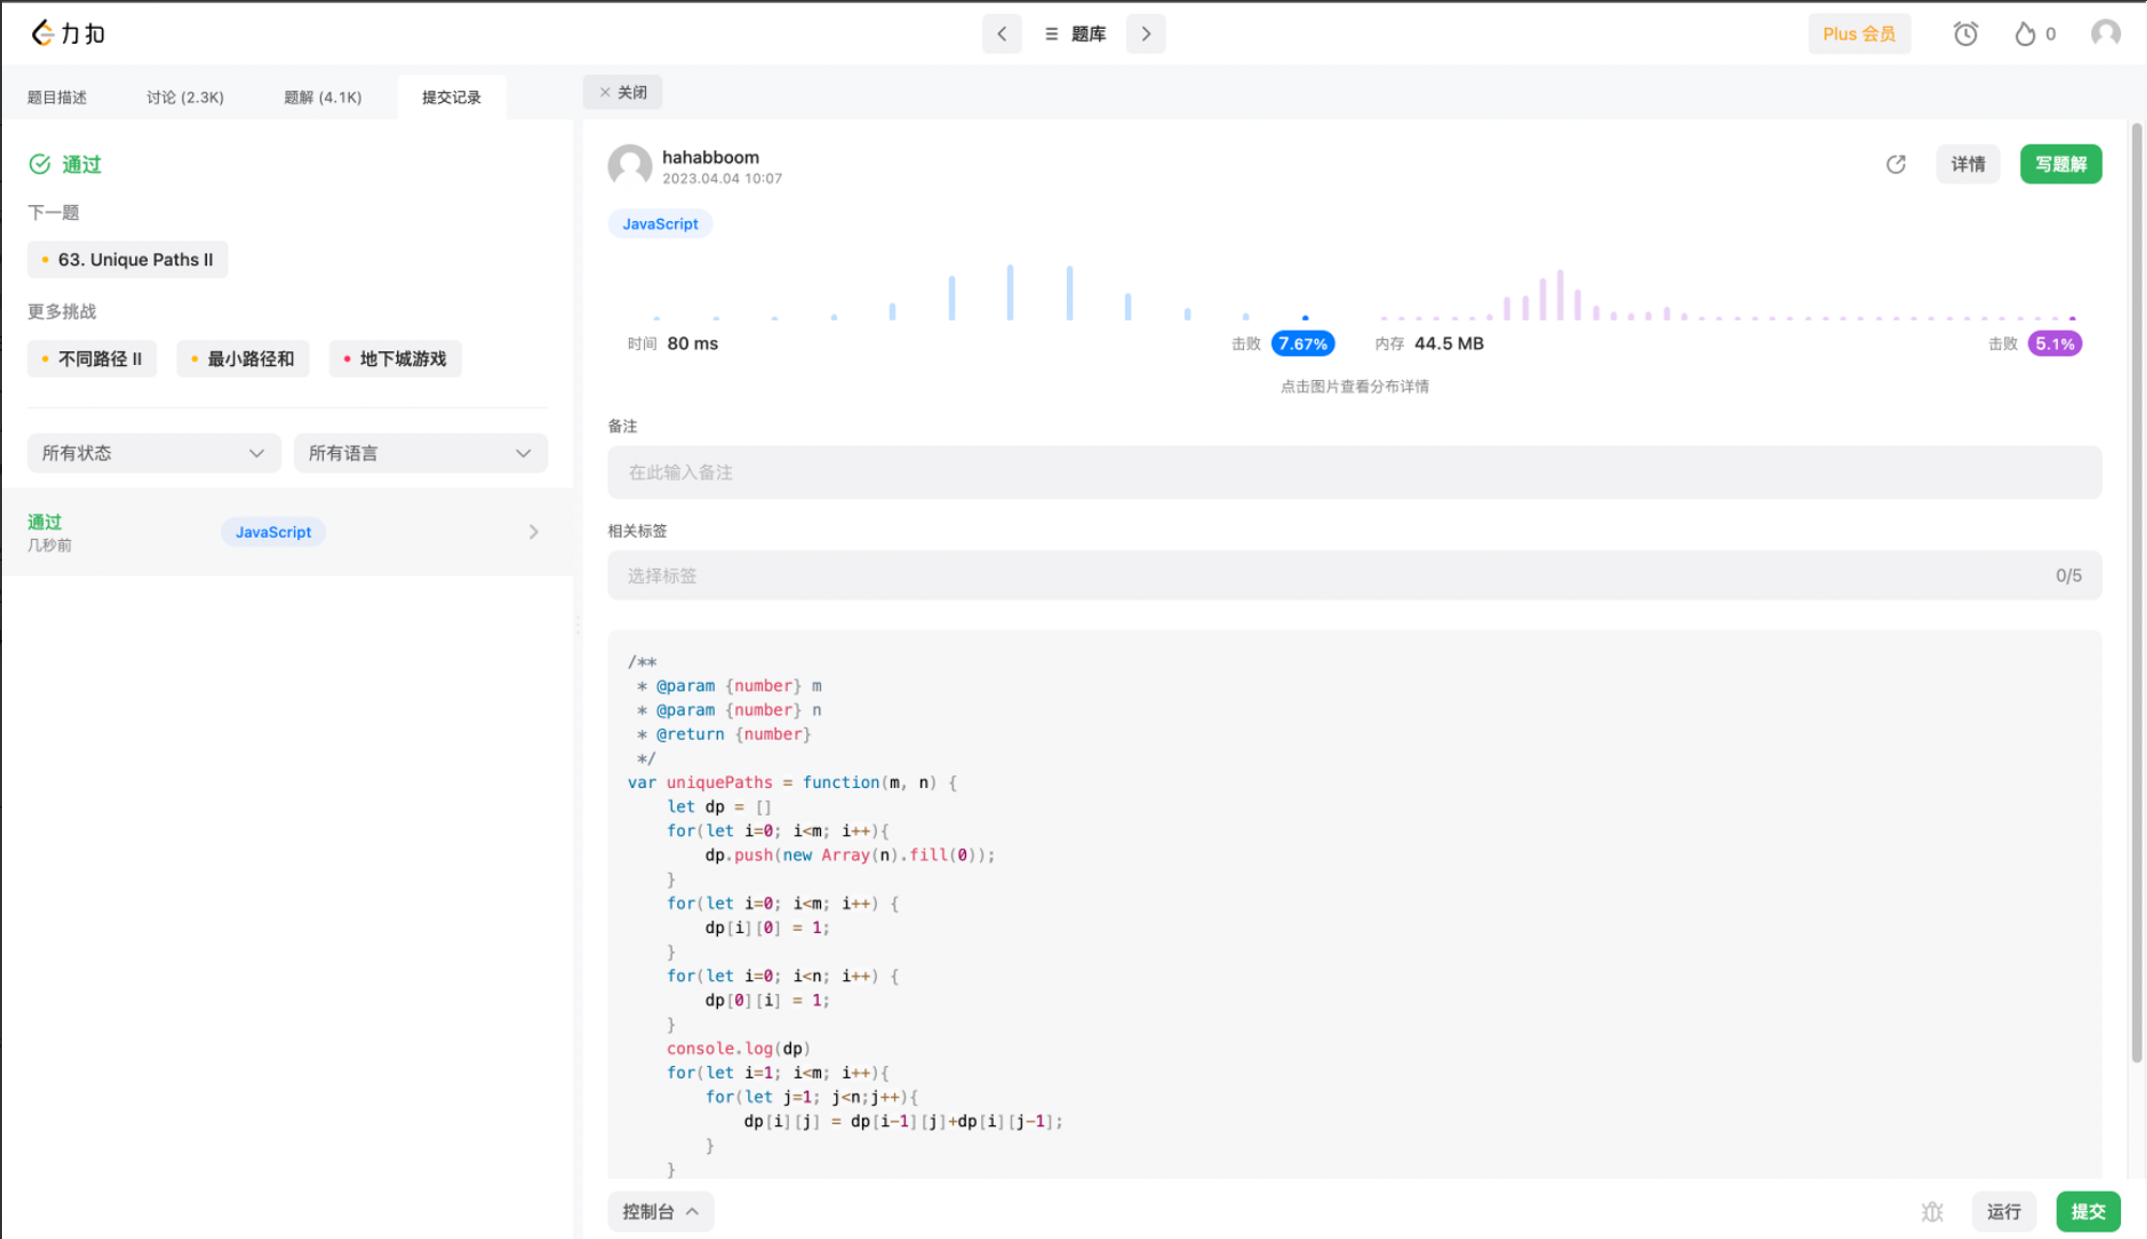 力扣
题库
Plus 会员
0
题目描述
讨论 (2.3K)
题解 (4.1K)
提交记录
通过
下一题
63. Unique Paths II
更多挑战
不同路径 II
最小路径和
地下城游戏
所有状态
所有语言
通过
几秒前
JavaScript
× 关闭
hahabboom
2023.04.04 10:07
详情
写题解
JavaScript
时间 80 ms
击败 7.67%
内存 44.5 MB
击败 5.1%
点击图片查看分布详情
备注
在此输入备注
相关标签
选择标签
0/5
/**
 * @param {number} m
 * @param {number} n
 * @return {number}
 */
var uniquePaths = function(m, n) {
    let dp = []
    for(let i=0; i<m; i++){
        dp.push(new Array(n).fill(0));
    }
    for(let i=0; i<m; i++) {
        dp[i][0] = 1;
    }
    for(let i=0; i<n; i++) {
        dp[0][i] = 1;
    }
    console.log(dp)
    for(let i=1; i<m; i++){
        for(let j=1; j<n;j++){
            dp[i][j] = dp[i-1][j]+dp[i][j-1];
        }
    }
控制台
运行
提交